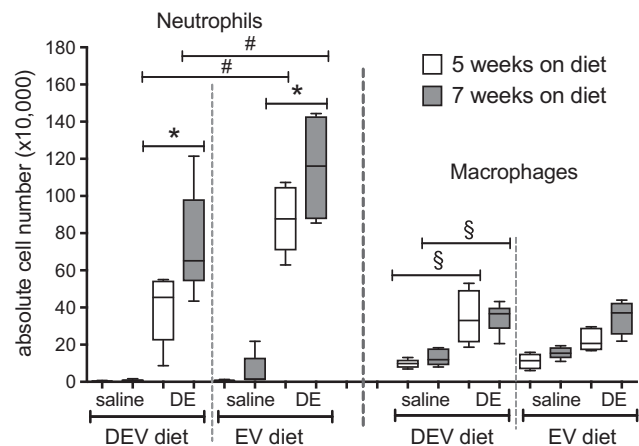 Neutrophils
180
160
140
120
100
80
60
40
20
0
absolute cell number (x10,000)
#
#
*
*
5 weeks on diet
7 weeks on diet
Macrophages
§
§
saline DE saline DE saline DE saline DE
DEV diet EV diet DEV diet EV diet